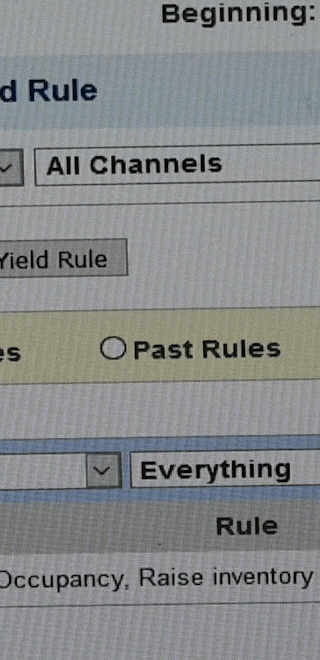 Beginning:
d Rule
All Channels
Yield Rule
es Past Rules
Everything
Rule
Occupancy, Raise inventory